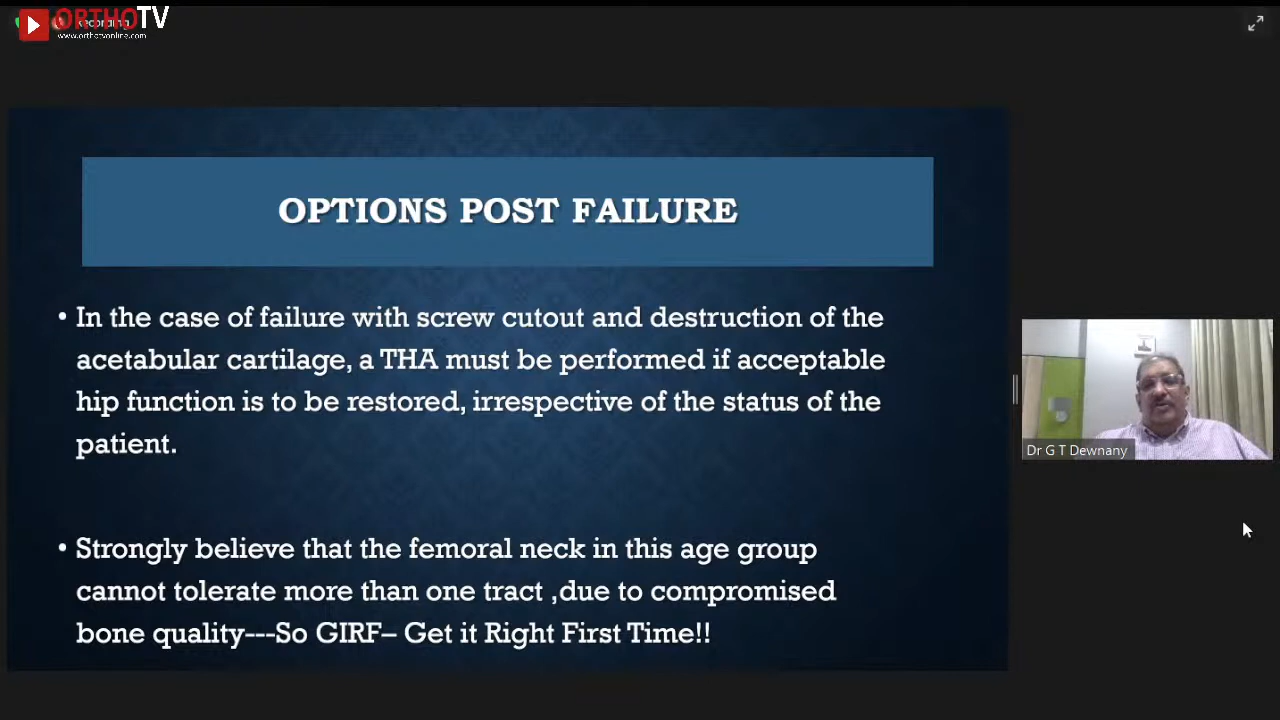 ORTHOTV
Recording
www.orthotvonline.com
OPTIONS POST FAILURE
• In the case of failure with screw cutout and destruction of the
acetabular cartilage, a THA must be performed if acceptable
hip function is to be restored, irrespective of the status of the
patient.
• Strongly believe that the femoral neck in this age group
cannot tolerate more than one tract ,due to compromised
bone quality---So GIRF– Get it Right First Time!!
Dr G T Dewnany